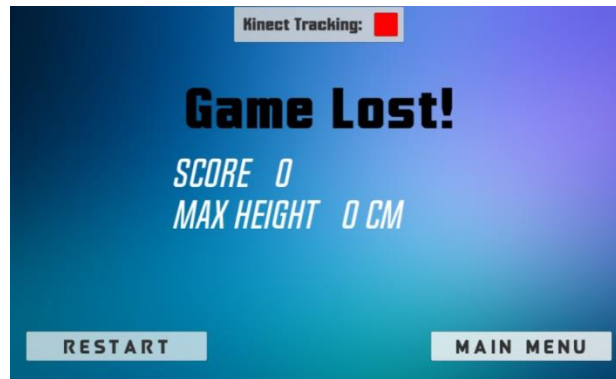 Kinect Tracking:
Game Lost!
SCORE 0
MAX HEIGHT 0 CM
RESTART
MAIN MENU